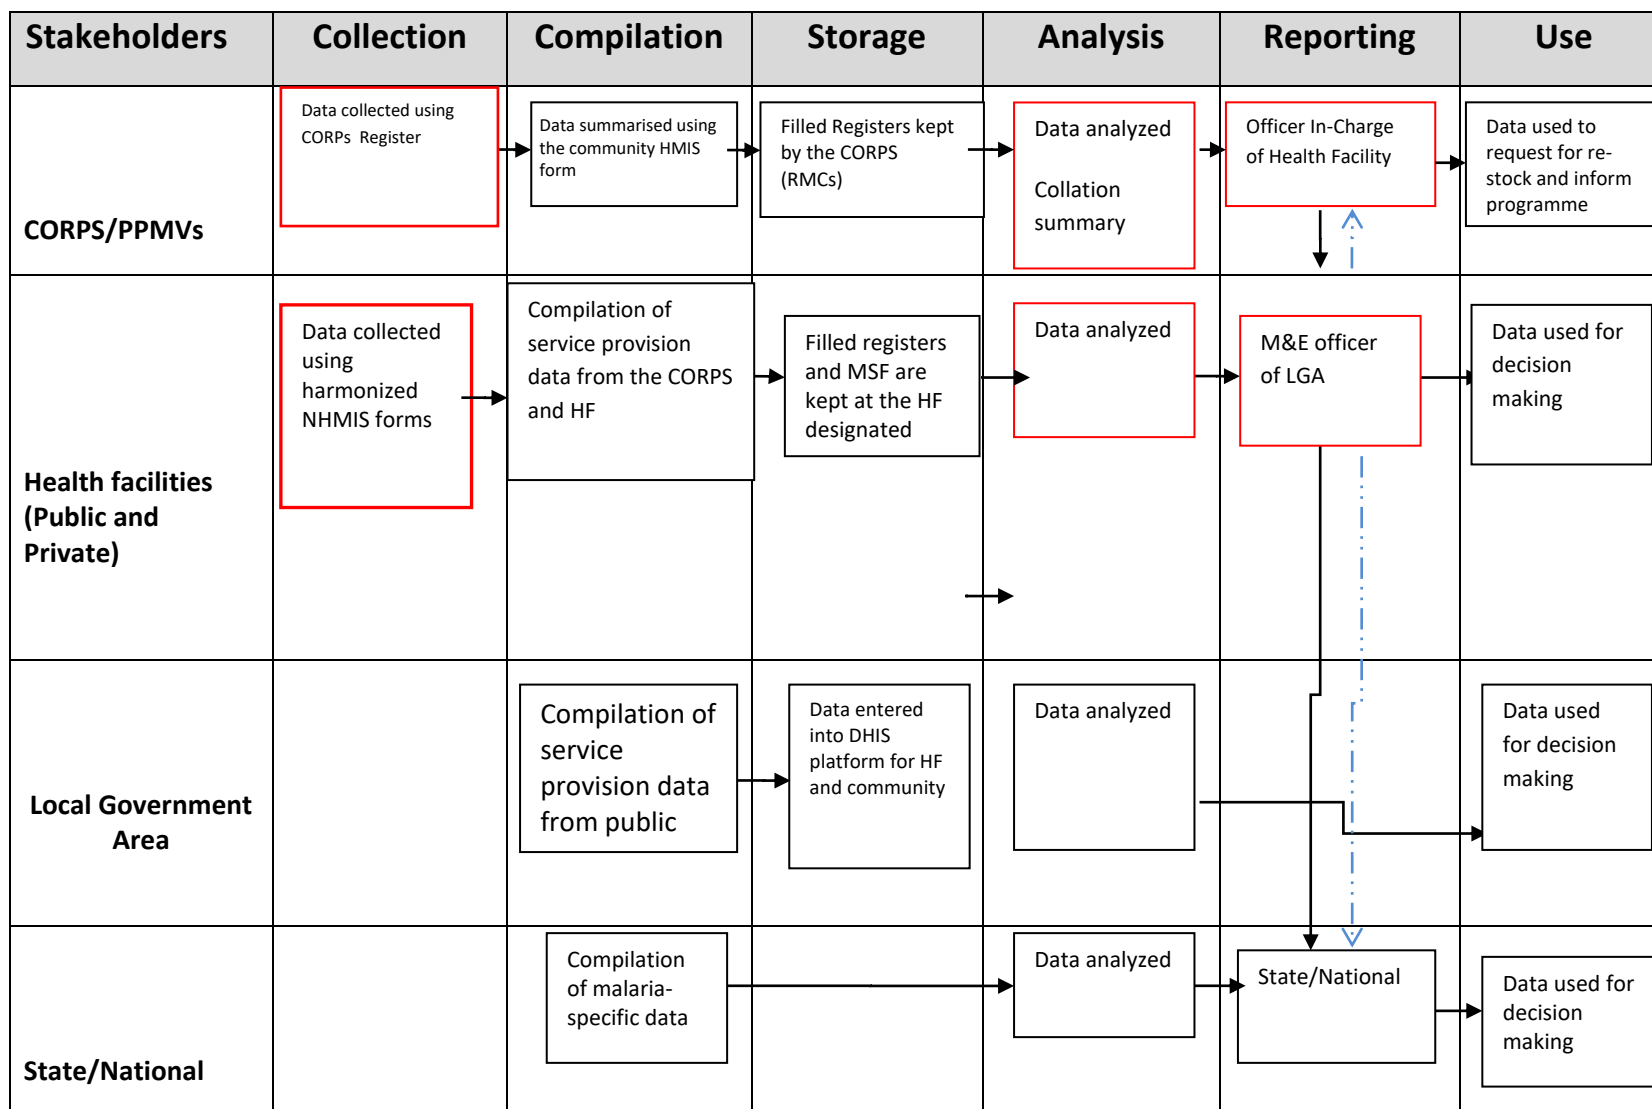 Stakeholders Collection Compilation Storage Analysis Reporting Use
CORPS/PPMVs
Data collected using
CORPs  Register
Data summarised using
the community HMIS
form
Filled Registers kept
by the CORPS
(RMCs)
Data analyzed
Collation
summary
Officer In-Charge
of Health Facility
Data used to
request for re-
stock and inform
programme
Health facilities
(Public and
Private)
Data collected
using
harmonized
NHMIS forms
Compilation of
service provision
data from the CORPS
and HF
Filled registers
and MSF are
kept at the HF
designated
Data analyzed
M&E officer
of LGA
Data used for
decision
making
Local Government
Area
Compilation of
service
provision data
from public
Data entered
into DHIS
platform for HF
and community
Data analyzed
Data used
for decision
making
State/National
Compilation
of malaria-
specific data
Data analyzed
State/National
Data used for
decision
making